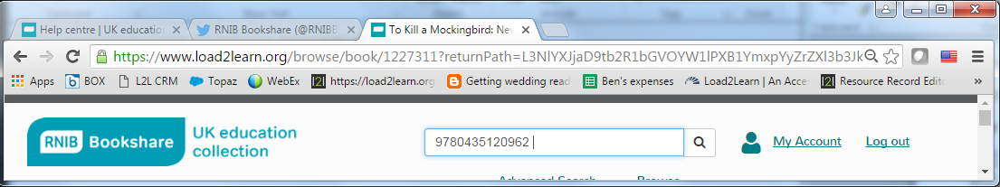 Help centre | UK educatio
RNIB Bookshare (@RNIBB
To Kill a Mockingbird: Nev
https://www.load2learn.org/browse/book/1227311?returnPath=L3NlYXJjaD9tb2R1bGVOYW1lPXB1YmxpYyZrZXl3b3Jk
Apps BOX L2L CRM Topaz WebEx https://load2learn.org Getting wedding read Ben's expenses Load2Learn | An Acce Resource Record Edit
RNIB Bookshare
UK education
collection
9780435120962
My Account
Log out
Advanced Search
Browse